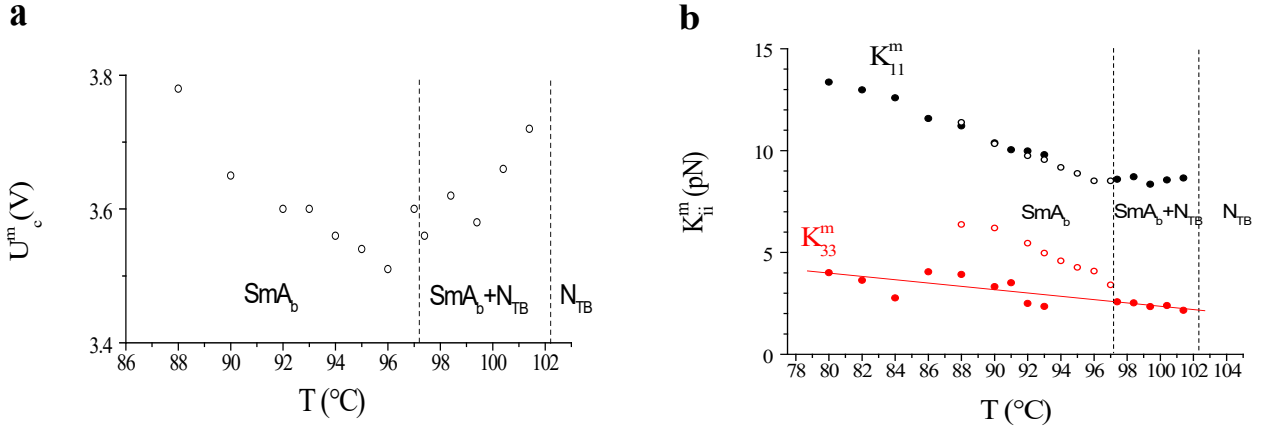 a
3.8
3.6
3.4
U^m_c (V)
SmA_b
SmA_b+N_TB
N_TB
86 88 90 92 94 96 98 100 102
T (°C)
b
15
10
5
0
K^m_ii (pN)
K^m_11
SmA_b
SmA_b+N_TB
N_TB
K^m_33
78 80 82 84 86 88 90 92 94 96 98 100 102 104
T (°C)